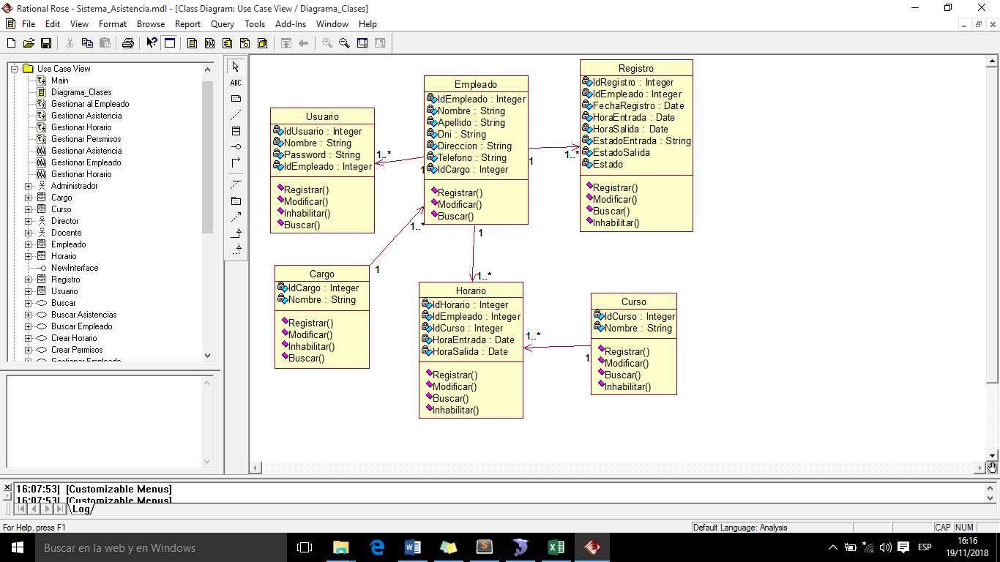 Rational Rose - Sistema_Asistencia.mdl - [Class Diagram: Use Case View / Diagrama_Clases]
File Edit View Format Browse Report Query Tools Add-Ins Window Help
Use Case View
Main
Diagrama_Clases
Gestionar al Empleado
Gestionar Asistencia
Gestionar Horario
Gestionar Persmisos
Gestionar Asistencia
Gestionar Empleado
Gestionar Horario
Administrador
Cargo
Curso
Director
Docente
Empleado
Horario
NewInterface
Registro
Usuario
Buscar
Buscar Asistencias
Buscar Empleado
Crear Horario
Crear Permisos
Gestionar Empleado
ABC
Usuario
IdUsuario : Integer
Nombre : String
Password : String
IdEmpleado : Integer
Registrar()
Modificar()
Inhabilitar()
Buscar()
1..*
1
Empleado
IdEmpleado : Integer
Nombre : String
Apellido : String
Dni : String
Direccion : String
Telefono : String
IdCargo : Integer
Registrar()
Modificar()
Buscar()
1
1..*
Registro
IdRegistro : Integer
IdEmpleado : Integer
FechaRegistro : Date
HoraEntrada : Date
HoraSalida : Date
EstadoEntrada : String
EstadoSalida
Estado
Registrar()
Modificar()
Buscar()
Inhabilitar()
1..*
1
Cargo
IdCargo : Integer
Nombre : String
Registrar()
Modificar()
Inhabilitar()
Buscar()
1
1..*
Horario
IdHorario : Integer
IdEmpleado : Integer
IdCurso : Integer
HoraEntrada : Date
HoraSalida : Date
Registrar()
Modificar()
Buscar()
Inhabilitar()
1..*
1
Curso
IdCurso : Integer
Nombre : String
Registrar()
Modificar()
Buscar()
Inhabilitar()
16:07:53| [Customizable Menus]
16:07:53| [Customizable Menus]
Log
For Help, press F1
Default Language: Analysis
CAP NUM
Buscar en la web y en Windows
ESP
16:16
19/11/2018